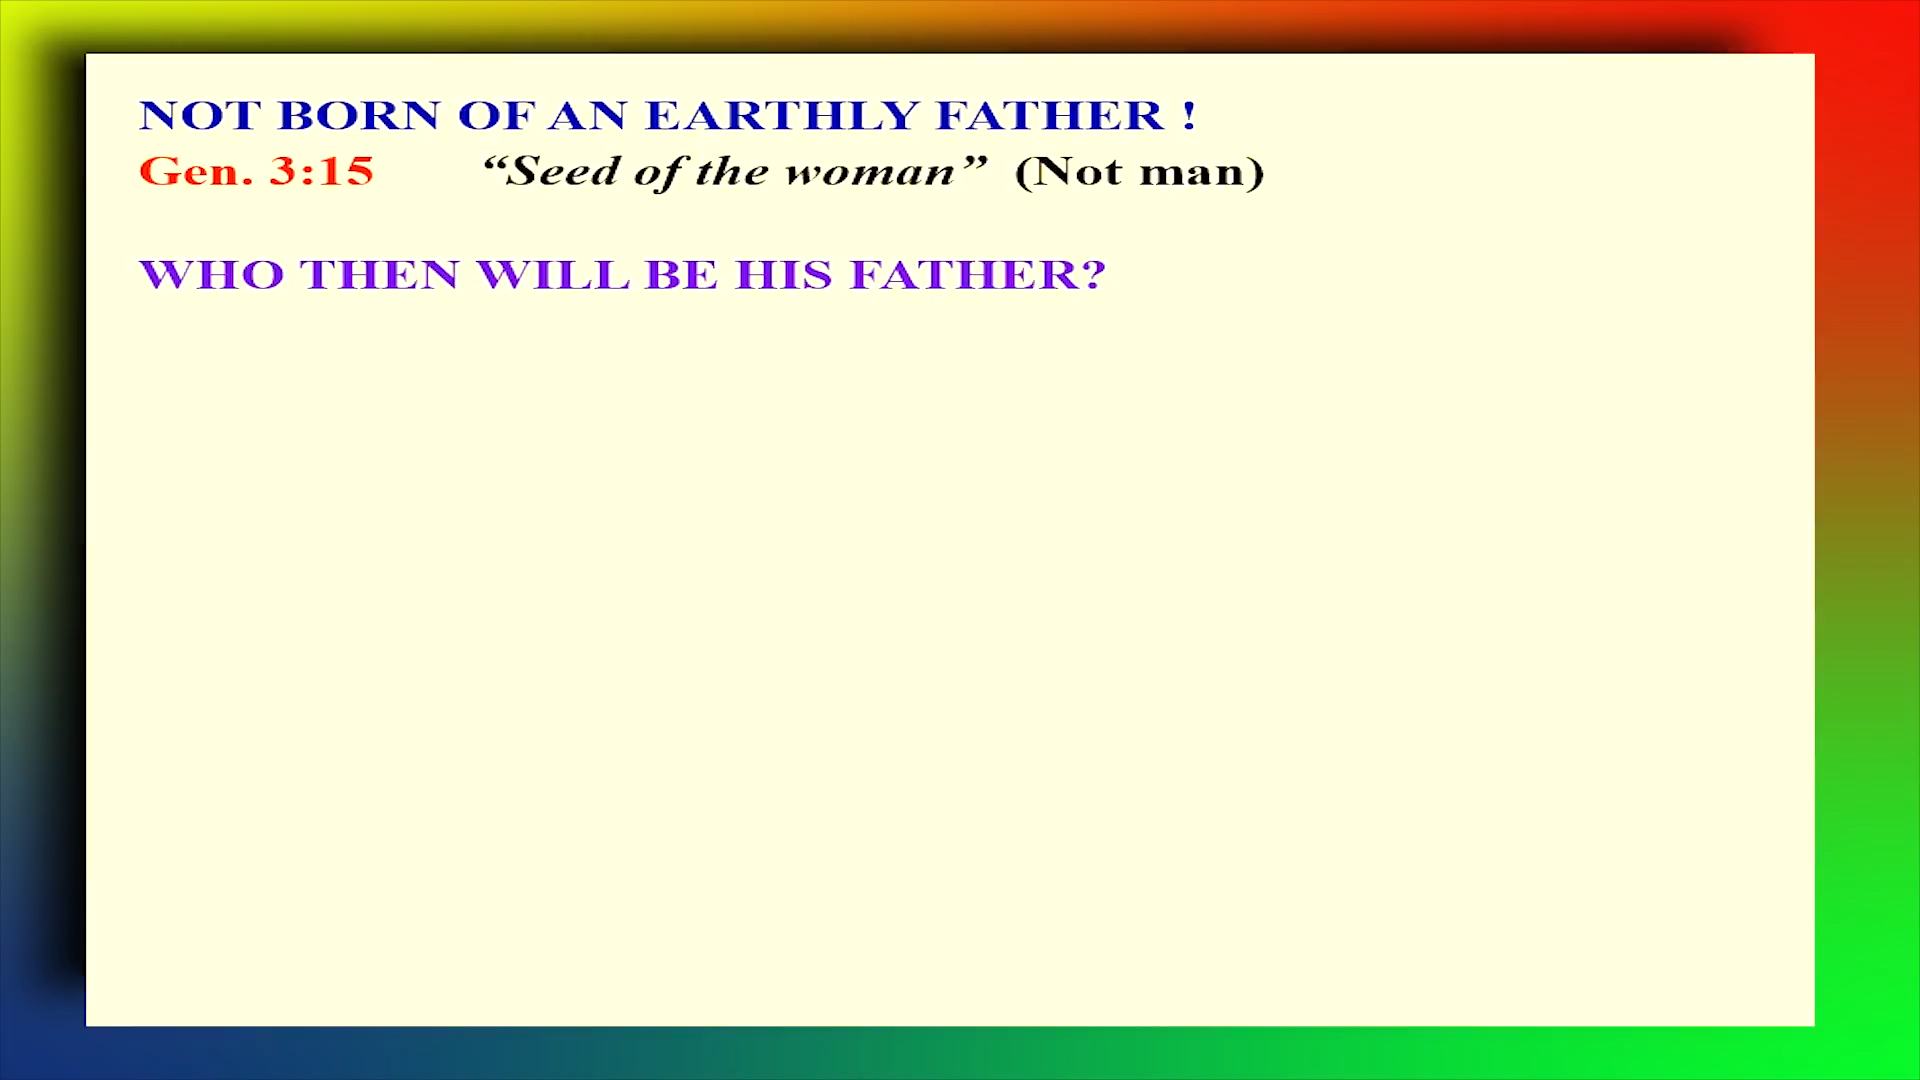 NOT BORN OF AN EARTHLY FATHER !
Gen. 3:15 “Seed of the woman” (Not man)
WHO THEN WILL BE HIS FATHER?